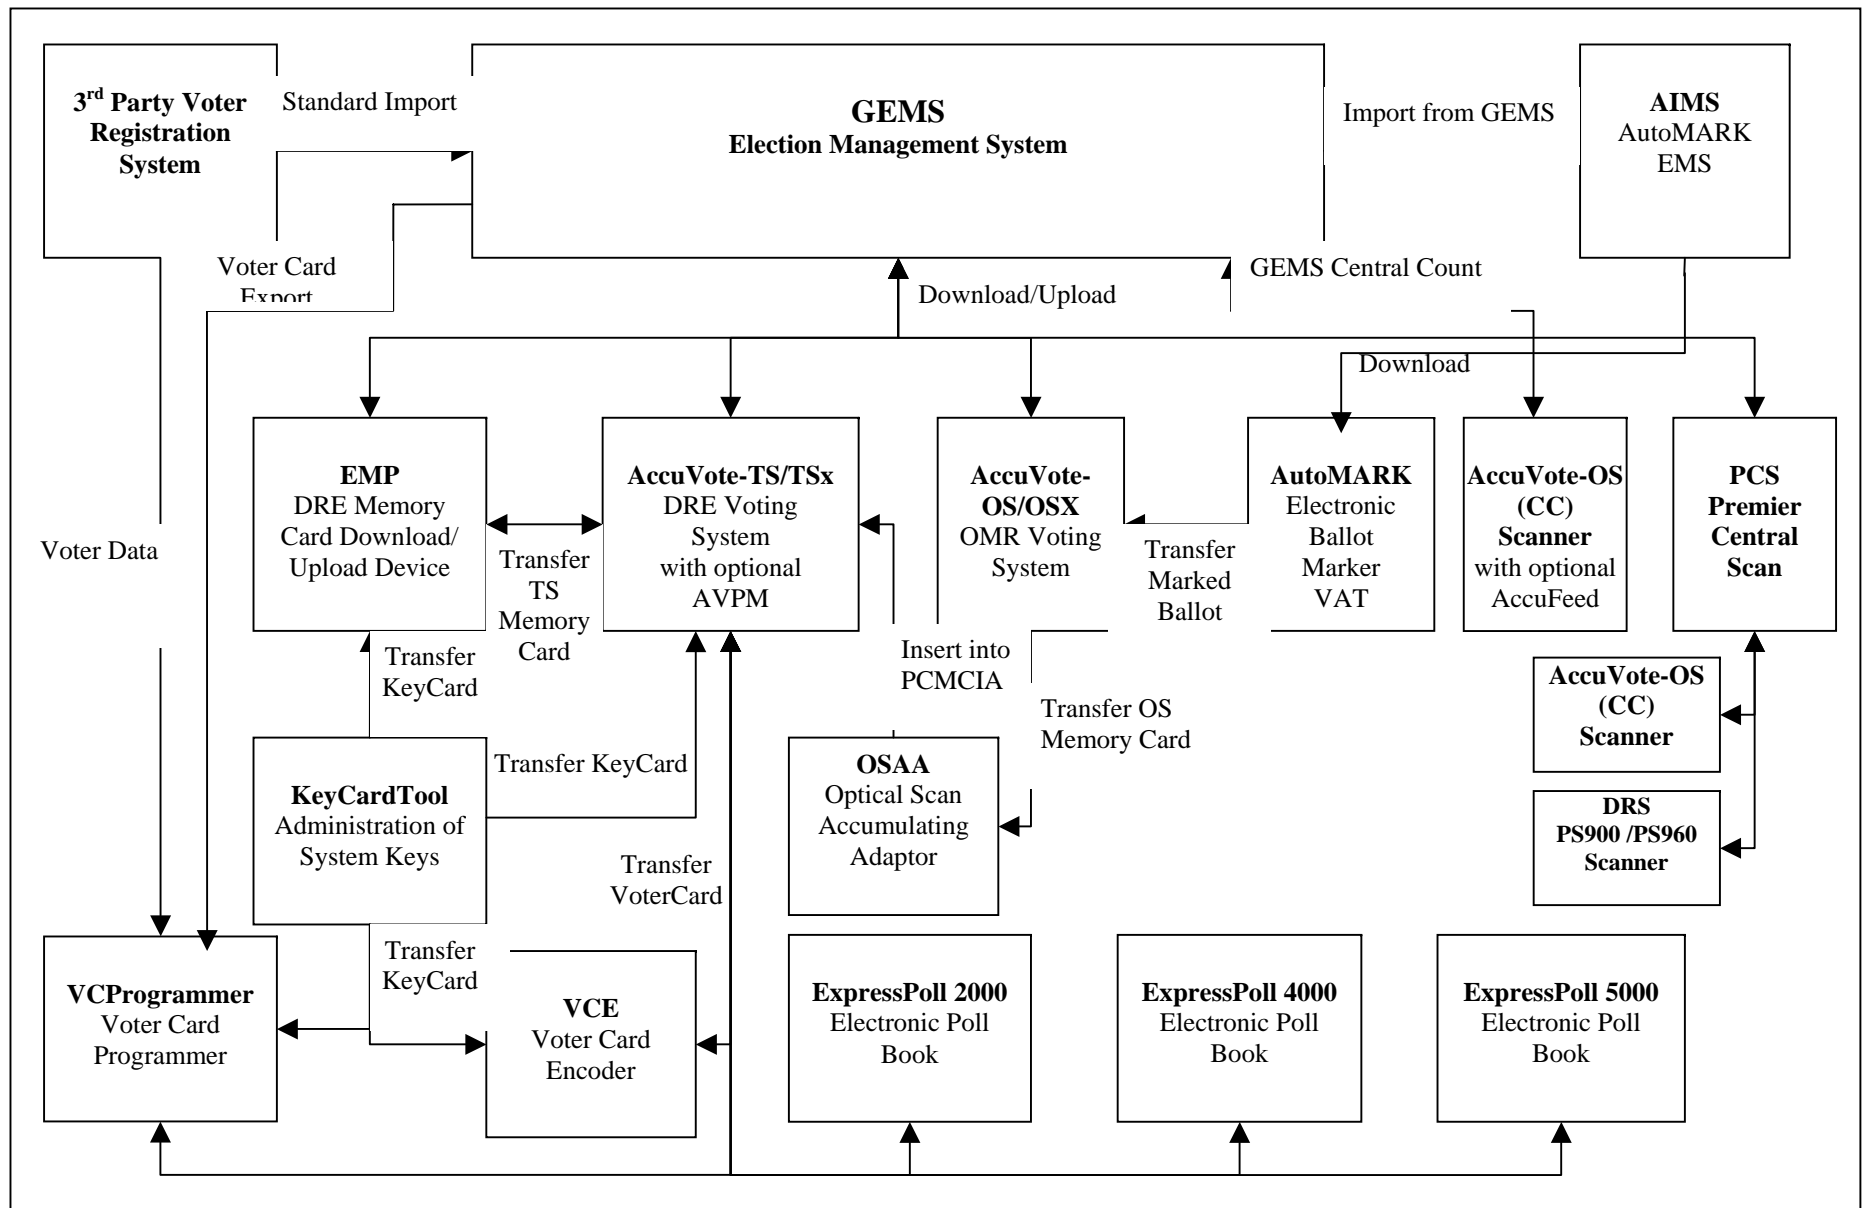 3rd Party Voter
Registration
System
Standard Import
GEMS
Election Management System
Import from GEMS
AIMS
AutoMARK
EMS
Voter Card
Export
GEMS Central Count
Download/Upload
Download
EMP
DRE Memory
Card Download/
Upload Device
AccuVote-TS/TSx
DRE Voting
System
with optional
AVPM
AccuVote-
OS/OSX
OMR Voting
System
AutoMARK
Electronic
Ballot
Marker
VAT
AccuVote-OS
(CC)
Scanner
with optional
AccuFeed
PCS
Premier
Central
Scan
Voter Data
Transfer
TS
Memory
Card
Transfer
Marked
Ballot
Transfer
KeyCard
Insert into
PCMCIA
Transfer OS
Memory Card
AccuVote-OS
(CC)
Scanner
Transfer KeyCard
KeyCardTool
Administration of
System Keys
OSAA
Optical Scan
Accumulating
Adaptor
DRS
PS900 /PS960
Scanner
Transfer
VoterCard
Transfer
KeyCard
VCProgrammer
Voter Card
Programmer
VCE
Voter Card
Encoder
ExpressPoll 2000
Electronic Poll
Book
ExpressPoll 4000
Electronic Poll
Book
ExpressPoll 5000
Electronic Poll
Book